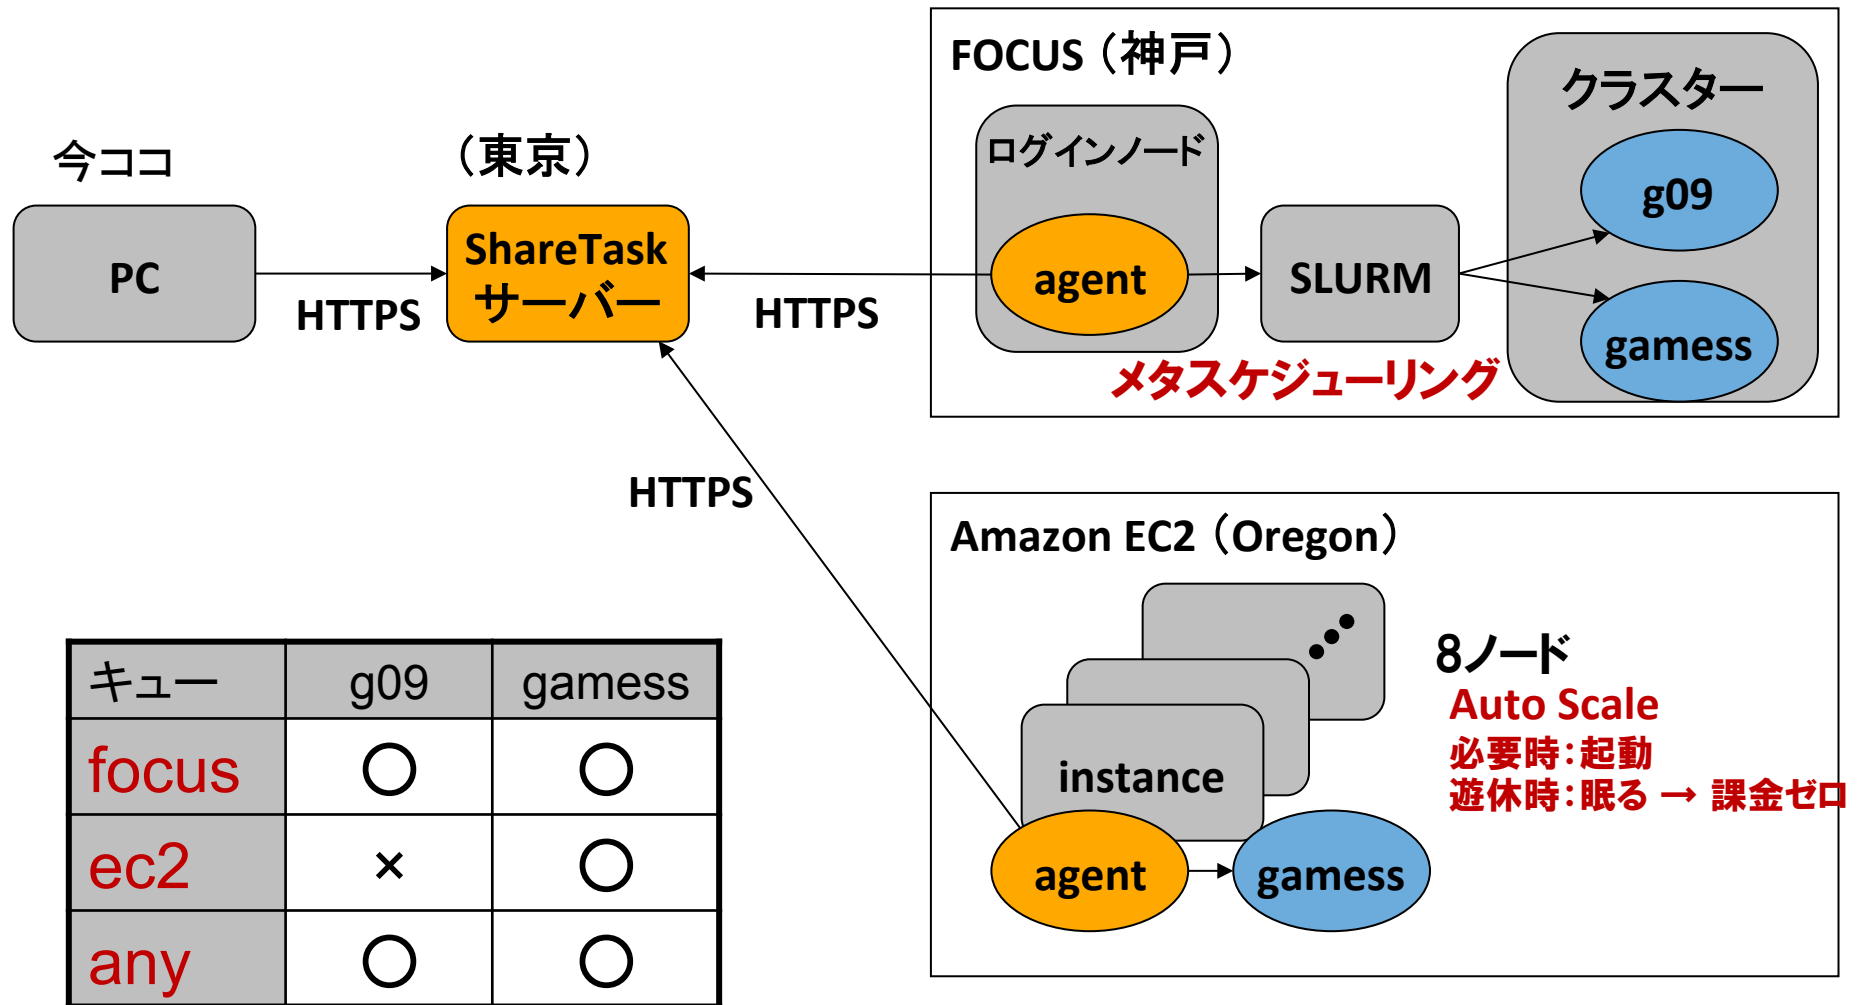 FOCUS（神戸）
クラスター
ログインノード
今ココ
（東京）
g09
PC
ShareTask
サーバー
agent
SLURM
HTTPS
HTTPS
gamess
メタスケジューリング
HTTPS
Amazon EC2（Oregon）
8ノード
Auto Scale
必要時：起動
遊休時：眠る → 課金ゼロ
instance
agent
gamess
キュー g09 gamess
focus ○ ○
ec2 × ○
any ○ ○